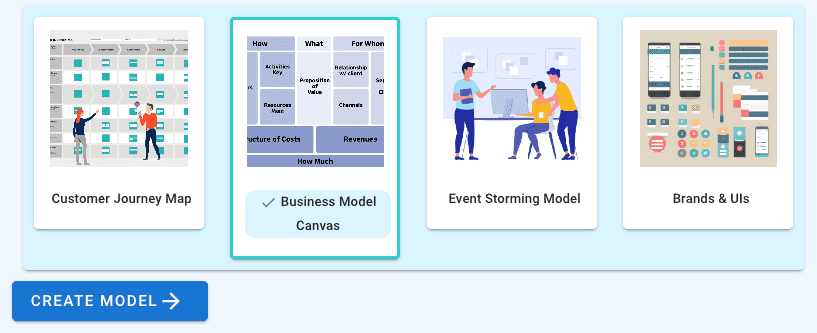 How
What
For Whom
Activities
Key
Relationship
w/ client
Proposition
of
Value
Resources
Main
Channels
ructure of Costs
Revenues
How Much
Customer Journey Map
Business Model
Canvas
Event Storming Model
Brands & UIs
CREATE MODEL